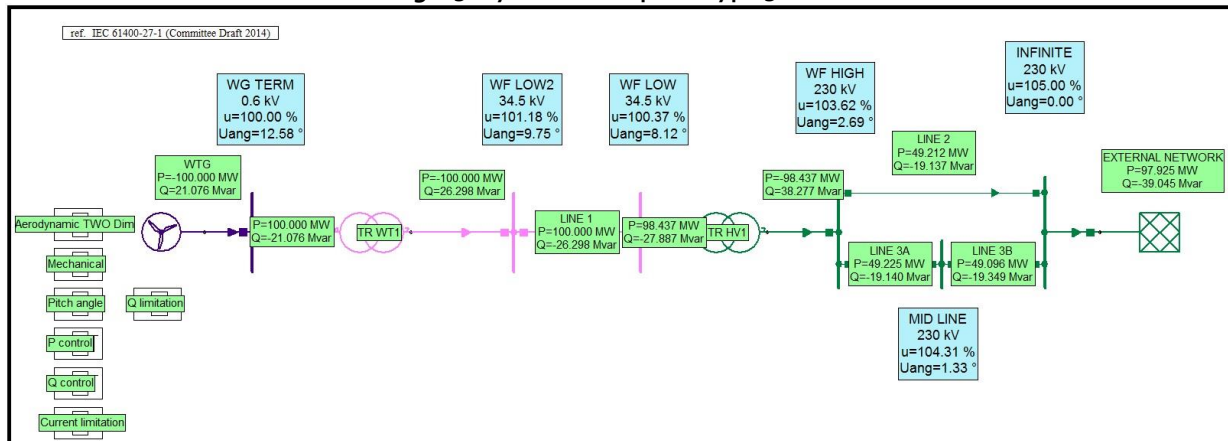 ref. IEC 61400-27-1 (Committee Draft 2014)
WG TERM
0.6 kV
u=100.00 %
Uang=12.58 °
WF LOW2
34.5 kV
u=101.18 %
Uang=9.75 °
WF LOW
34.5 kV
u=100.37 %
Uang=8.12 °
WF HIGH
230 kV
u=103.62 %
Uang=2.69 °
INFINITE
230 kV
u=105.00 %
Uang=0.00 °
WTG
P=-100.000 MW
Q=21.076 Mvar
P=100.000 MW
Q=-21.076 Mvar
TR WT1
P=-100.000 MW
Q=26.298 Mvar
LINE 1
P=100.000 MW
Q=-26.298 Mvar
P=98.437 MW
Q=-27.887 Mvar
TR HV1
P=-98.437 MW
Q=38.277 Mvar
LINE 2
P=49.212 MW
Q=-19.137 Mvar
LINE 3A
P=49.225 MW
Q=-19.140 Mvar
LINE 3B
P=49.096 MW
Q=-19.349 Mvar
EXTERNAL NETWORK
P=97.925 MW
Q=-39.045 Mvar
MID LINE
230 kV
u=104.31 %
Uang=1.33 °
Aerodynamic TWO Dim
Mechanical
Pitch angle
Q limitation
P control
Q control
Current limitation